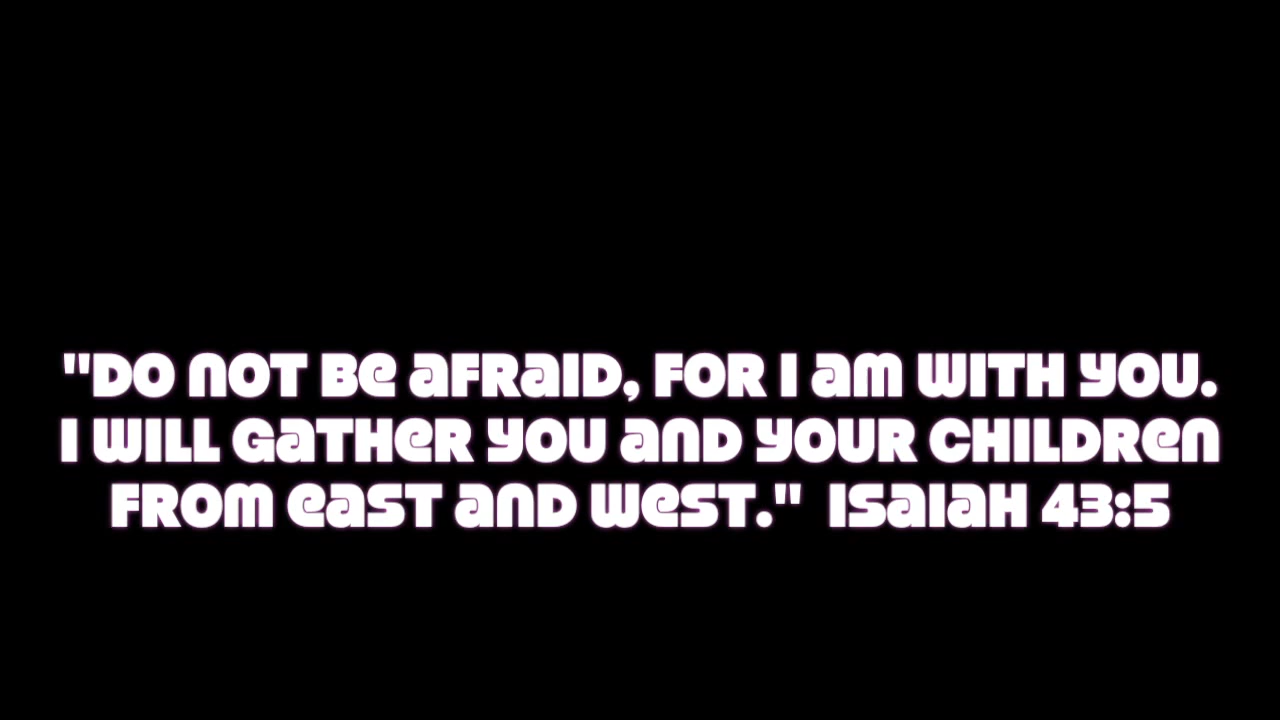 "Do not be afraid, for I am with you.
I will gather you and your children
from east and west."  Isaiah 43:5